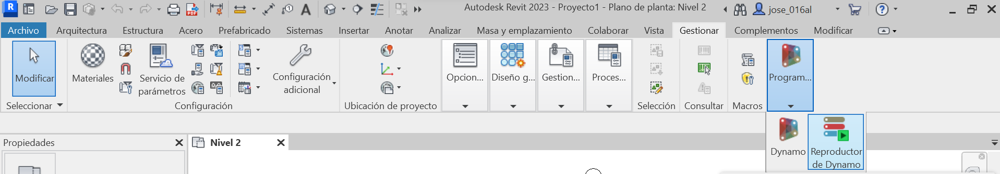 R
PDF
1
A
Autodesk Revit 2023 - Proyecto1 - Plano de planta: Nivel 2
jose_016al
?
Archivo
Arquitectura
Estructura
Acero
Prefabricado
Sistemas
Insertar
Anotar
Analizar
Masa y emplazamiento
Colaborar
Vista
Gestionar
Complementos
Modificar
Modificar
Materiales
Servicio de
parámetros
Configuración
adicional
Opcion...
Diseño g...
Gestion...
Proces...
Program...
Seleccionar
Configuración
Ubicación de proyecto
Selección
Consultar
Macros
Propiedades
Nivel 2
Dynamo
Reproductor
de Dynamo